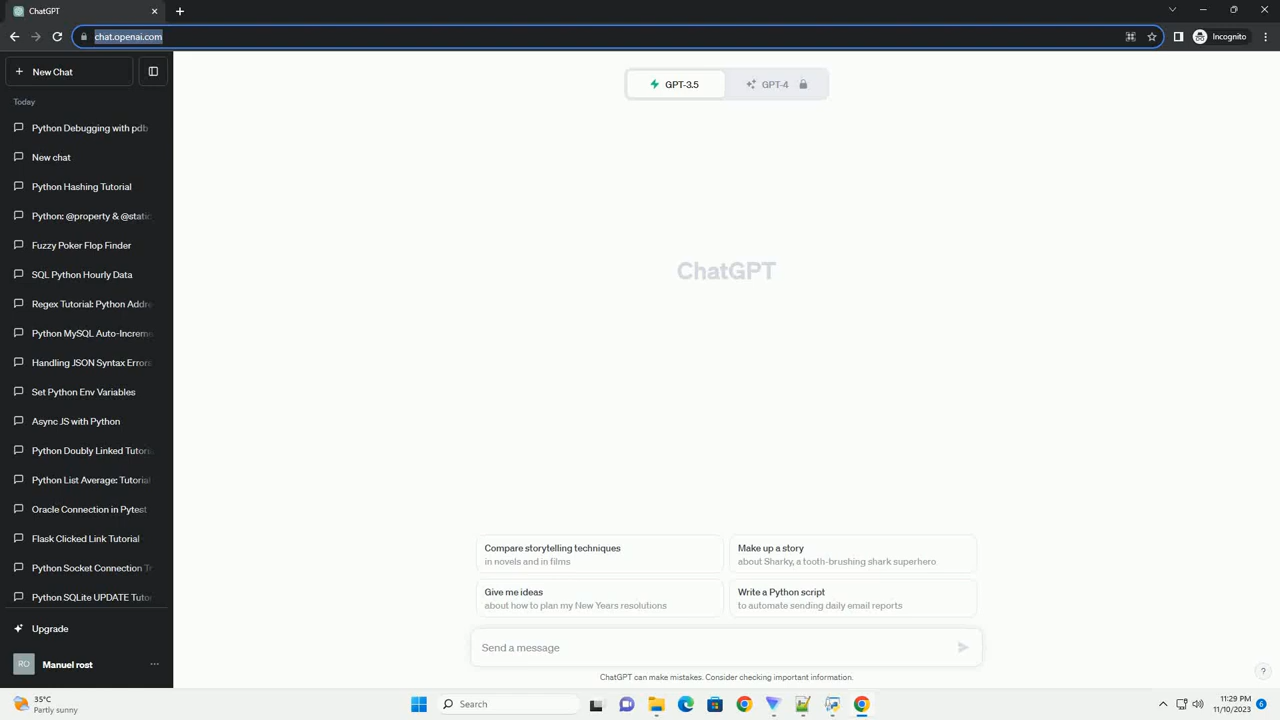 ChatGPT
chat.openai.com
Incognito
New Chat
Today
Python Debugging with pdb
New chat
Python Hashing Tutorial
Python: @property & @static
Fuzzy Poker Flop Finder
SQL Python Hourly Data
Regex Tutorial: Python Addre
Python MySQL Auto-Increme
Handling JSON Syntax Errors
Set Python Env Variables
Async JS with Python
Python Doubly Linked Tutoria
Python List Average: Tutorial
Oracle Connection in Pytest
Flask Clicked Link Tutorial
Python Socket Connection Tr
Python SQLite UPDATE Tutor
Upgrade
RO
Manuel rost
GPT-3.5
GPT-4
ChatGPT
Compare storytelling techniques
in novels and in films
Make up a story
about Sharky, a tooth-brushing shark superhero
Give me ideas
about how to plan my New Years resolutions
Write a Python script
to automate sending daily email reports
Send a message
ChatGPT can make mistakes. Consider checking important information.
?
35°C
Partly sunny
Search
11:29 PM
11/10/2023
6